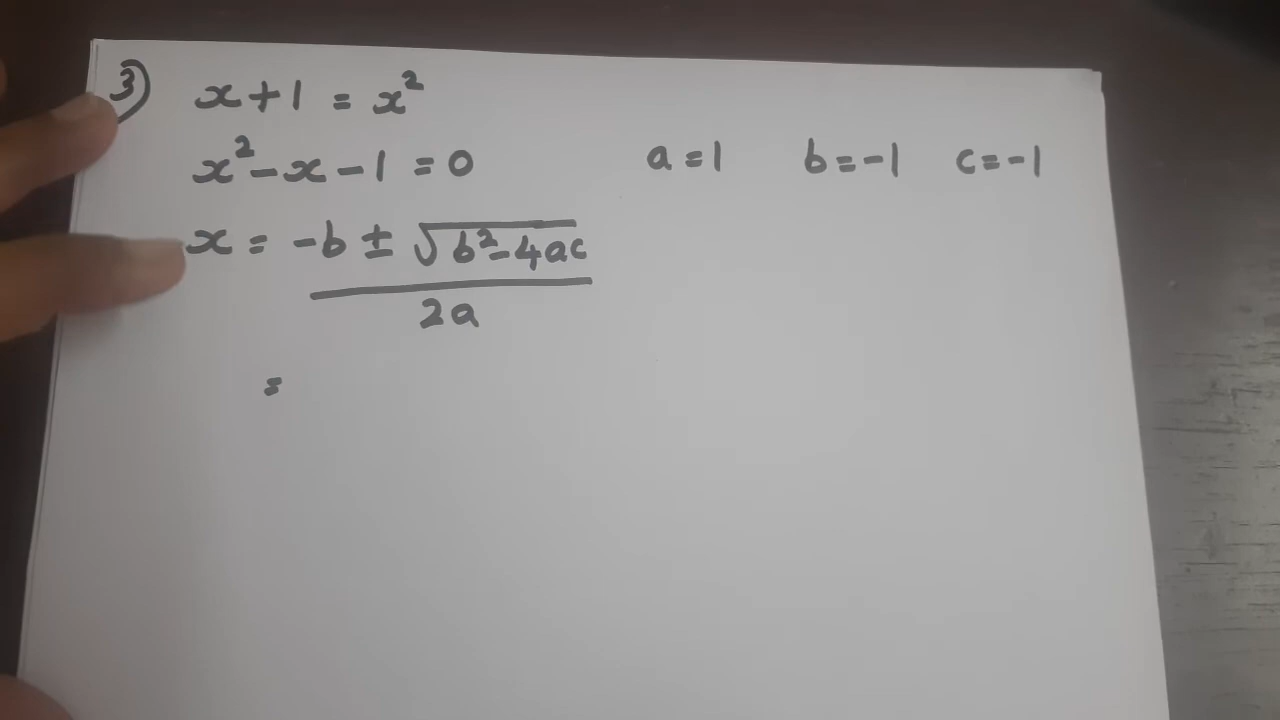 3) x + 1 = x²
x² - x - 1 = 0 a = 1 b = -1 c = -1
x = -b ± √b² - 4ac
2a
=